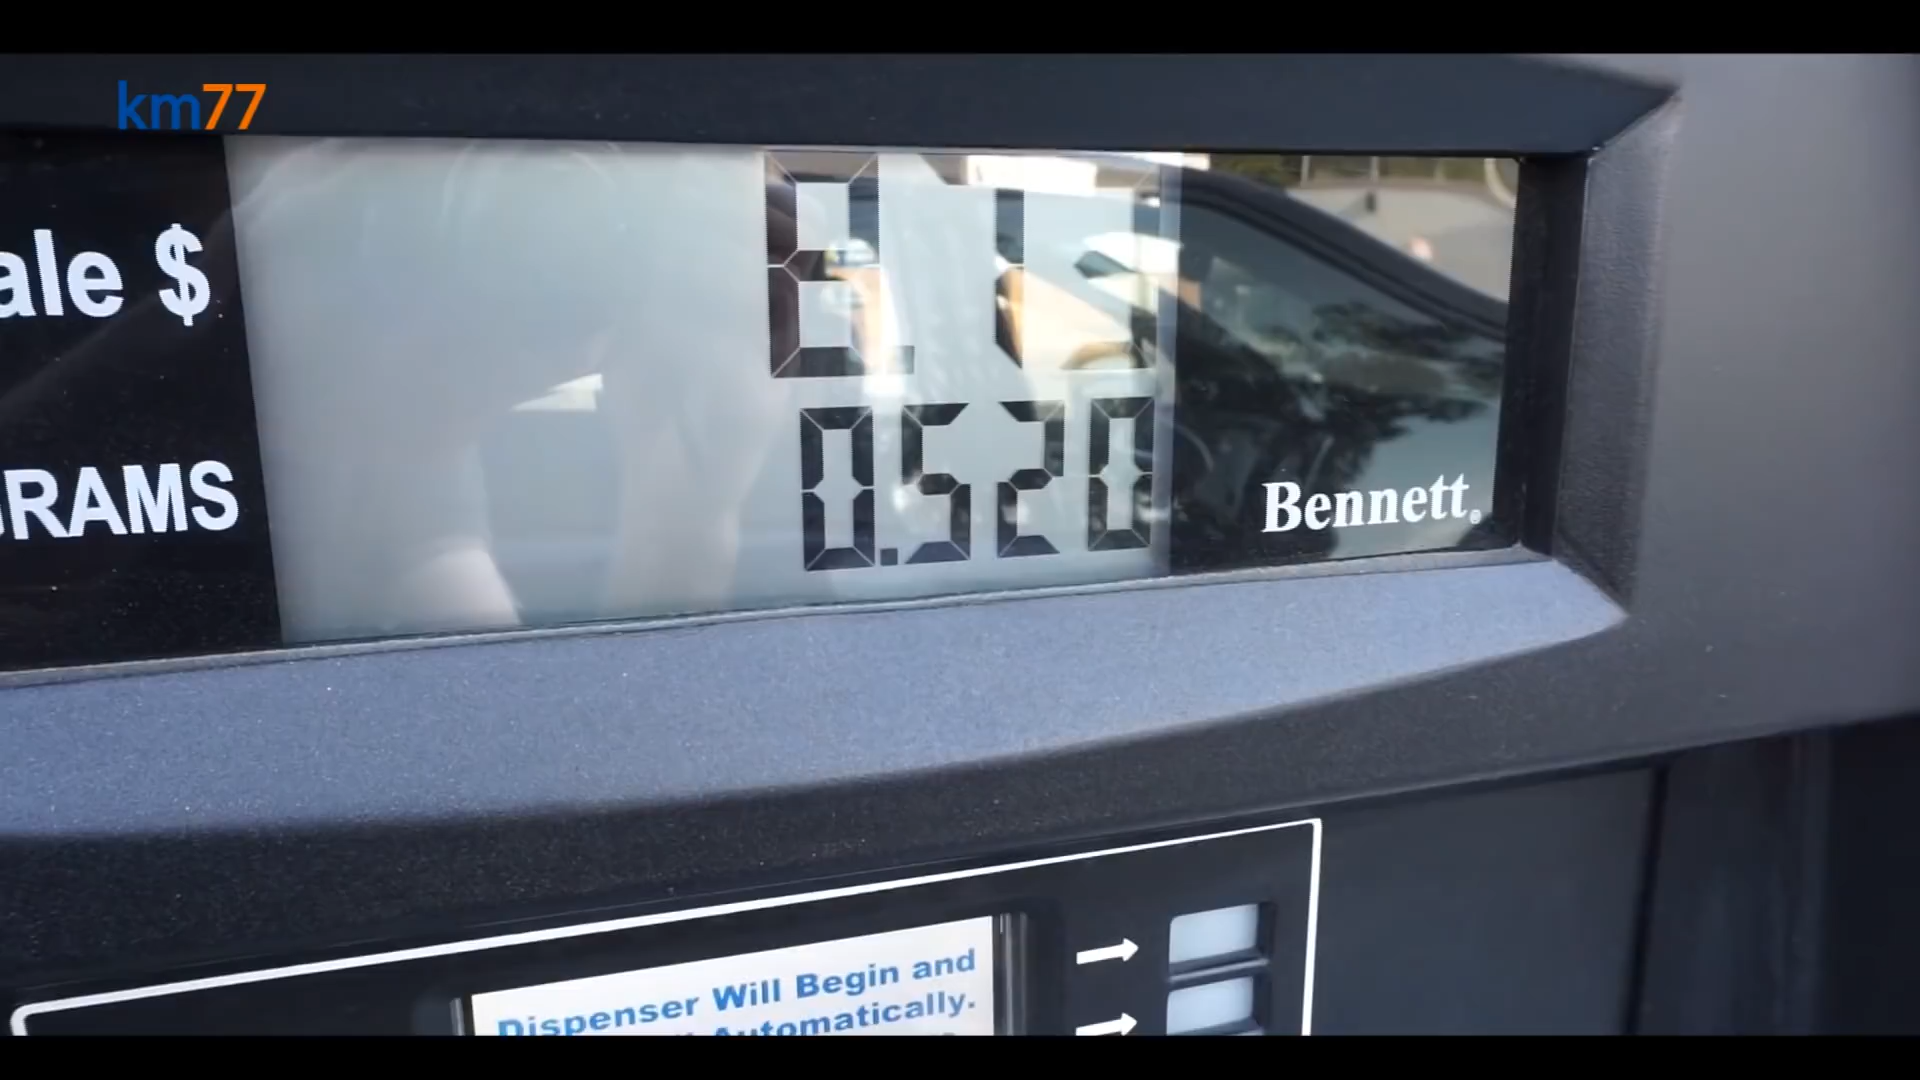 km77
ale $
RAMS
0.520
Bennett®
Dispenser Will Begin and
Automatically.